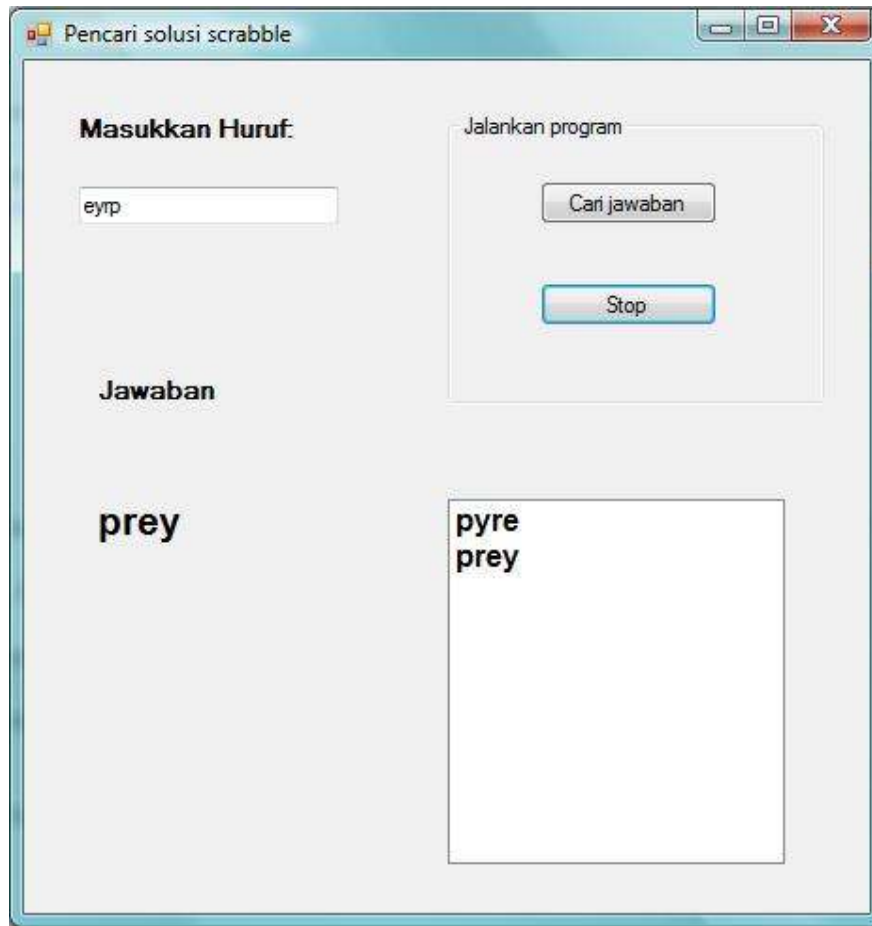 Pencari solusi scrabble
Masukkan Huruf:
eyrp
Jalankan program
Cari jawaban
Stop
Jawaban
prey
pyre
prey